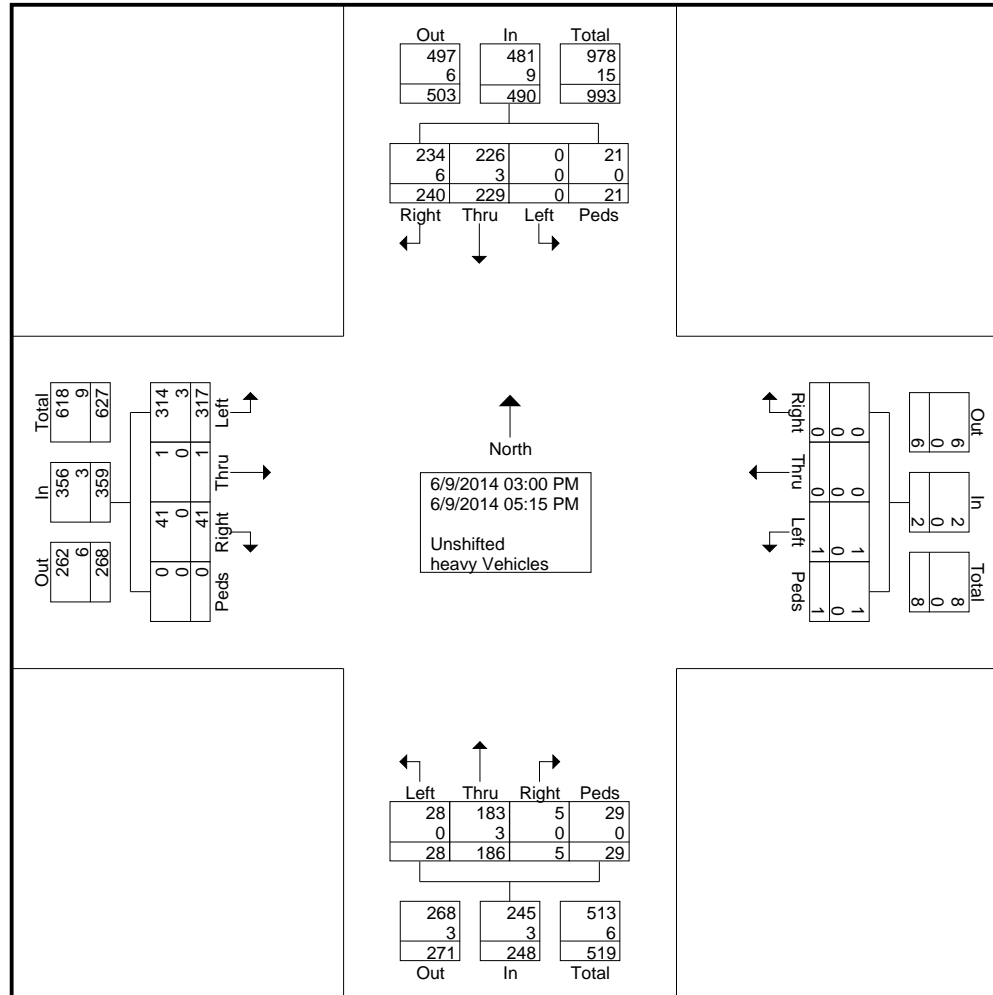 Out In Total
497 481 978
6 9 15
503 490 993
234 226 0 21
6 3 0 0
240 229 0 21
Right Thru Left Peds
Left 314 3 317
Thru 1 0 1
Right 41 0 41
Peds 0 0 0
Total 618 9 627
In 356 3 359
Out 262 6 268
North
6/9/2014 03:00 PM
6/9/2014 05:15 PM
Unshifted
heavy Vehicles
Right 0 0 0
Thru 0 0 0
Left 1 0 1
Peds 1 0 1
Out 6 0 6
In 2 0 2
Total 8 0 8
Left Thru Right Peds
28 183 5 29
0 3 0 0
28 186 5 29
268 245 513
3 3 6
271 248 519
Out In Total